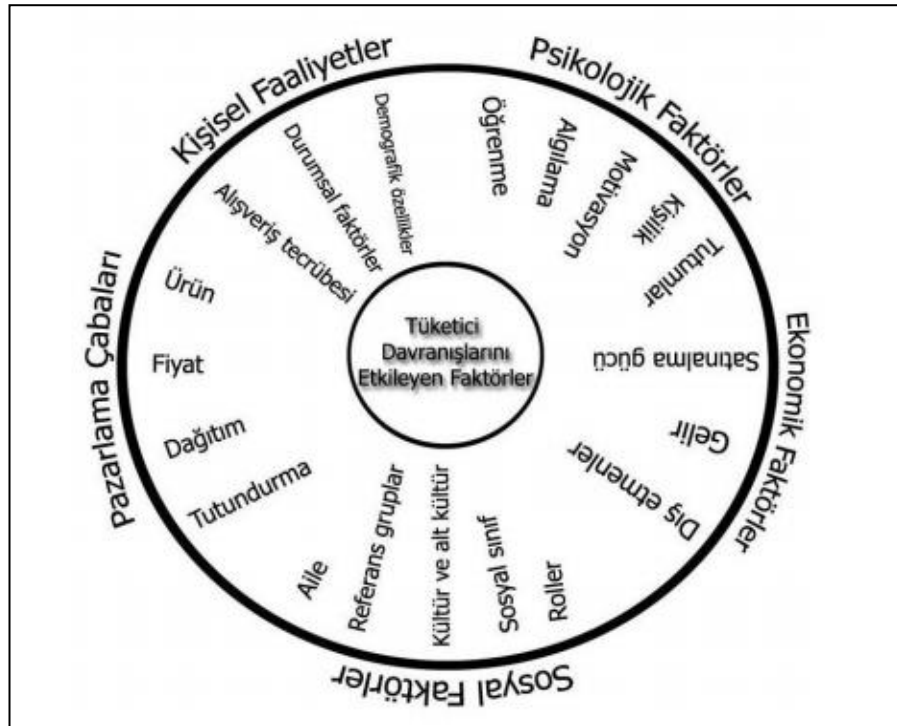 Kişisel Faaliyetler
Demografik özellikler
Durumsal faktörler
Alışveriş tecrübesi
Psikolojik Faktörler
Öğrenme
Algılama
Motivasyon
Kişilik
Tutumlar
Ekonomik Faktörler
Satınalma gücü
Gelir
Dış etmenler
Sosyal Faktörler
Roller
Sosyal sınıf
Kültür ve alt kültür
Referans gruplar
Aile
Pazarlama Çabaları
Ürün
Fiyat
Dağıtım
Tutundurma
Tüketici
Davranışlarını
Etkileyen Faktörler